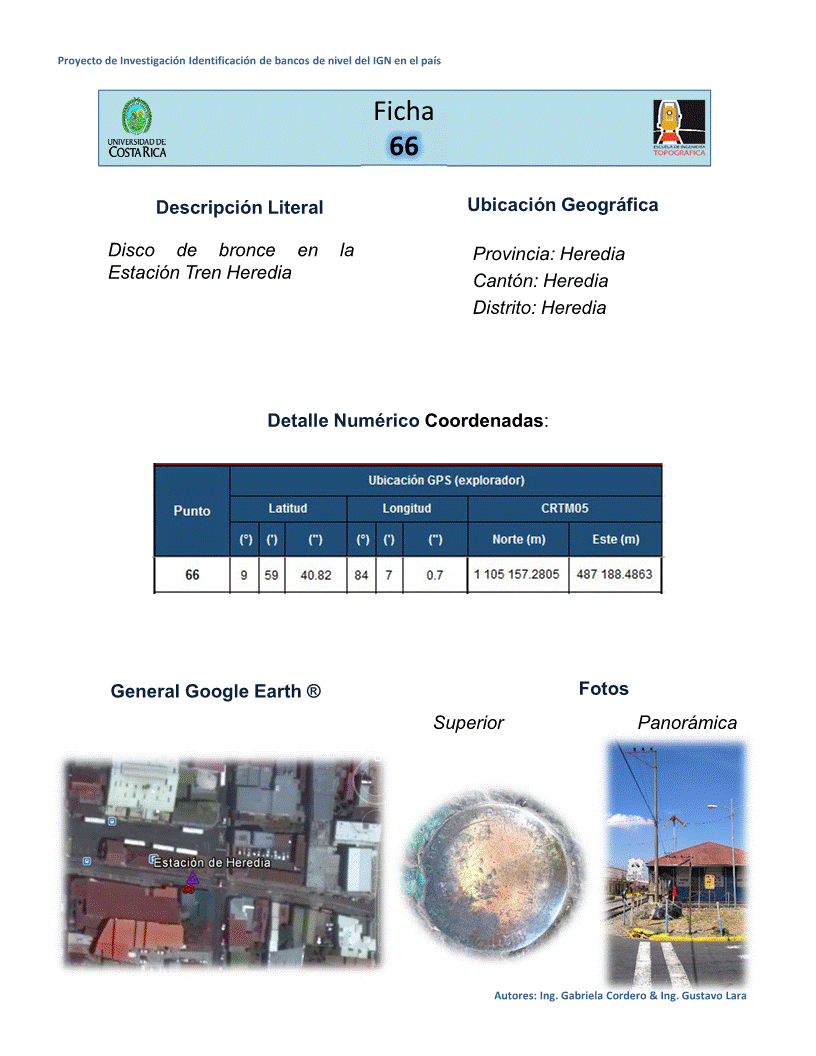 Proyecto de Investigación Identificación de bancos de nivel del IGN en el país
UNIVERSIDAD DE
COSTA RICA
Ficha
66
ESCUELA DE INGENIERÍA
TOPOGRÁFICA
Descripción Literal
Disco de bronce en la
Estación Tren Heredia
Ubicación Geográfica
Provincia: Heredia
Cantón: Heredia
Distrito: Heredia
Detalle Numérico Coordenadas:
Punto
Ubicación GPS (explorador)
Latitud Longitud CRTM05
(°) (') (") (°) (') (") Norte (m) Este (m)
66 9 59 40.82 84 7 0.7 1 105 157.2805 487 188.4863
General Google Earth ®
Fotos
Superior Panorámica
Estación de Heredia
66
Autores: Ing. Gabriela Cordero & Ing. Gustavo Lara